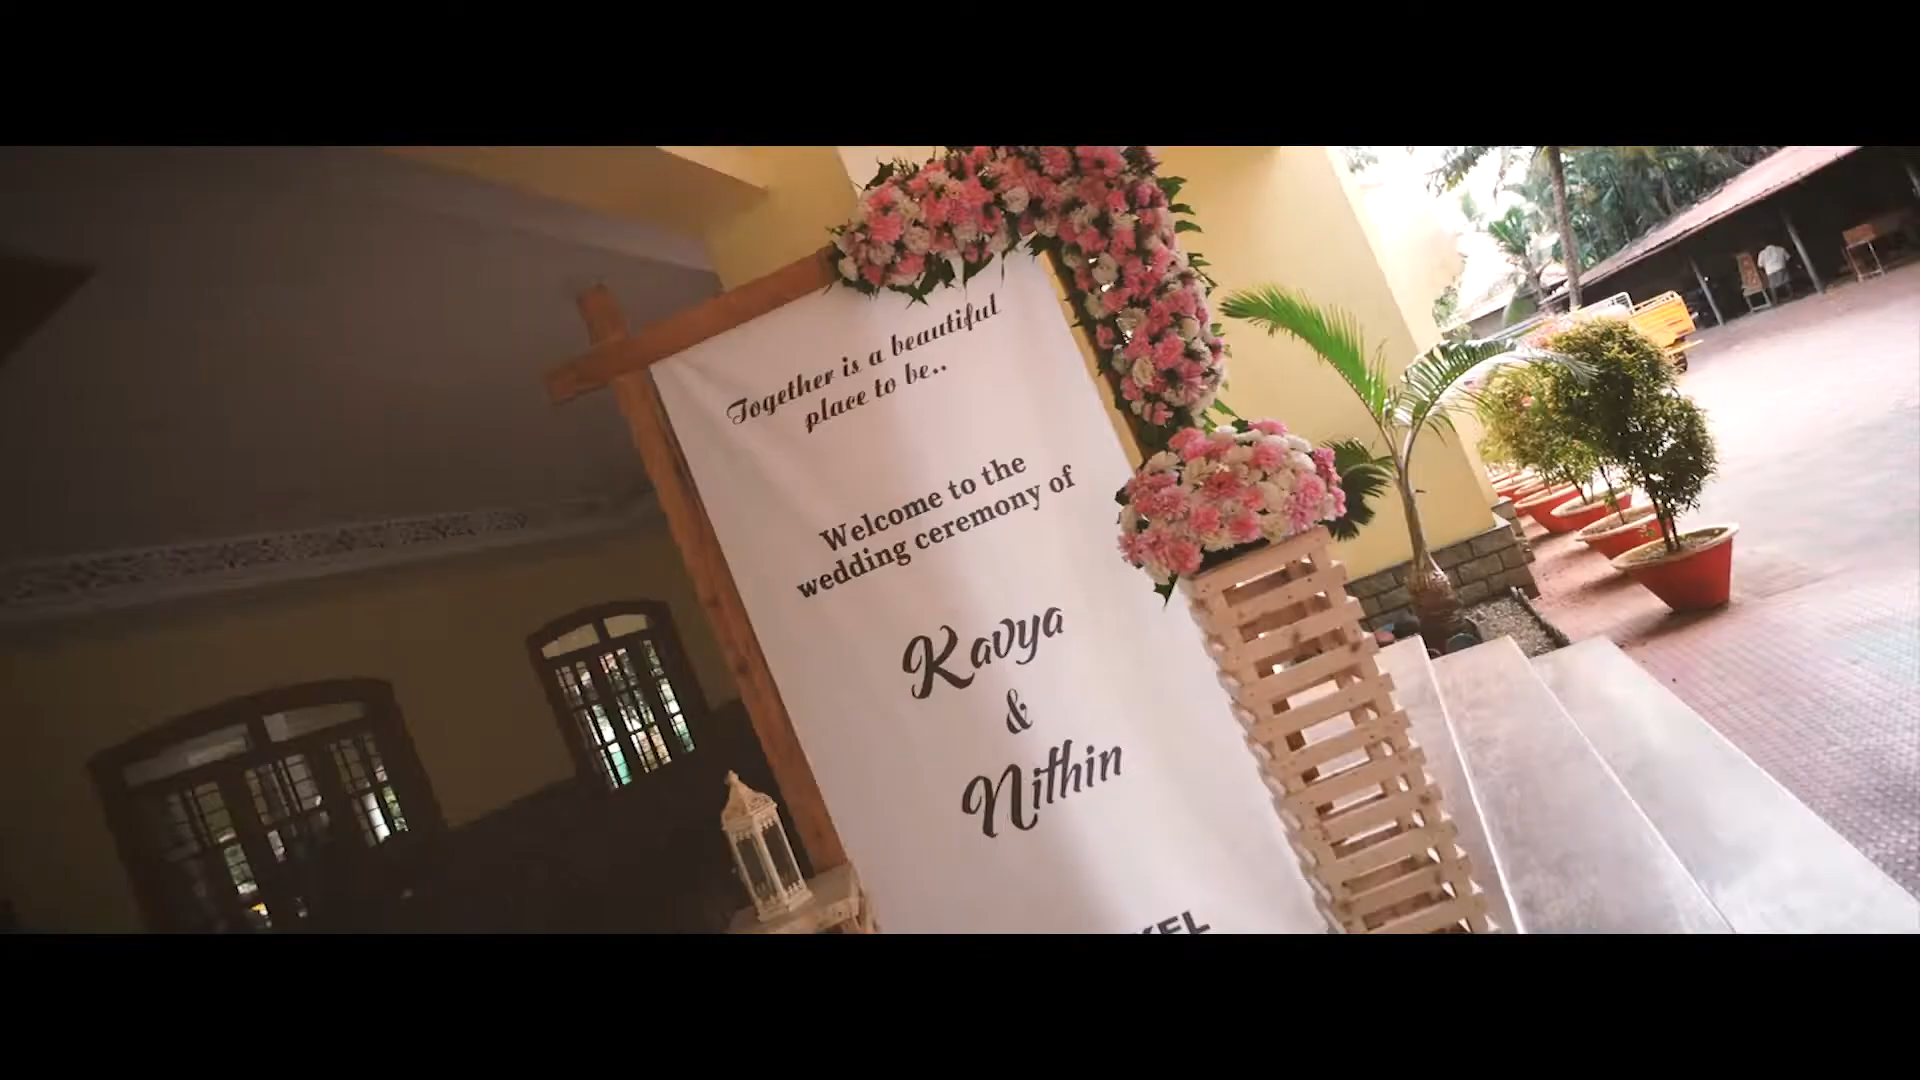 Together is a beautiful
place to be..
Welcome to the
wedding ceremony of
Kavya
&
Nithin